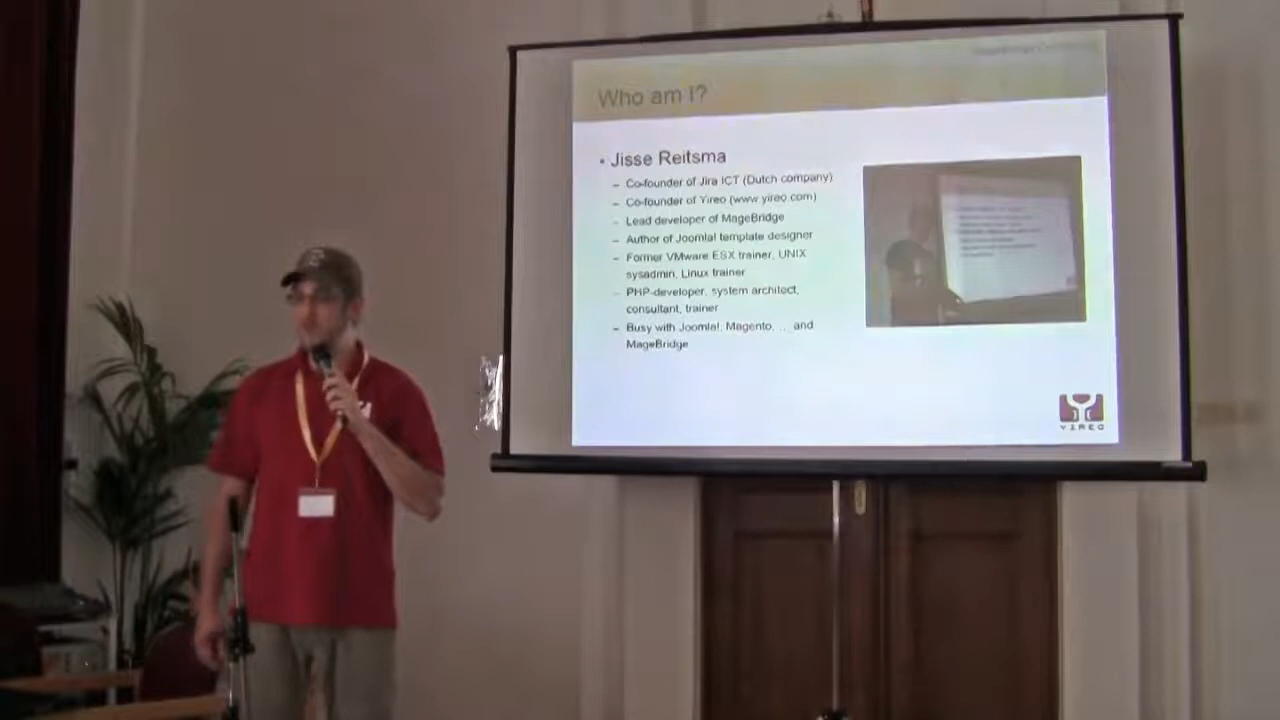 Who am I?
• Jisse Reitsma
– Co-founder of Jira ICT (Dutch company)
– Co-founder of Yireo (www.yireo.com)
– Lead developer of MageBridge
– Author of Joomla! template designer
– Former VMware ESX trainer, UNIX
sysadmin, Linux trainer
– PHP-developer, system architect,
consultant, trainer
– Busy with Joomla!, Magento, ... and
MageBridge
YIREO